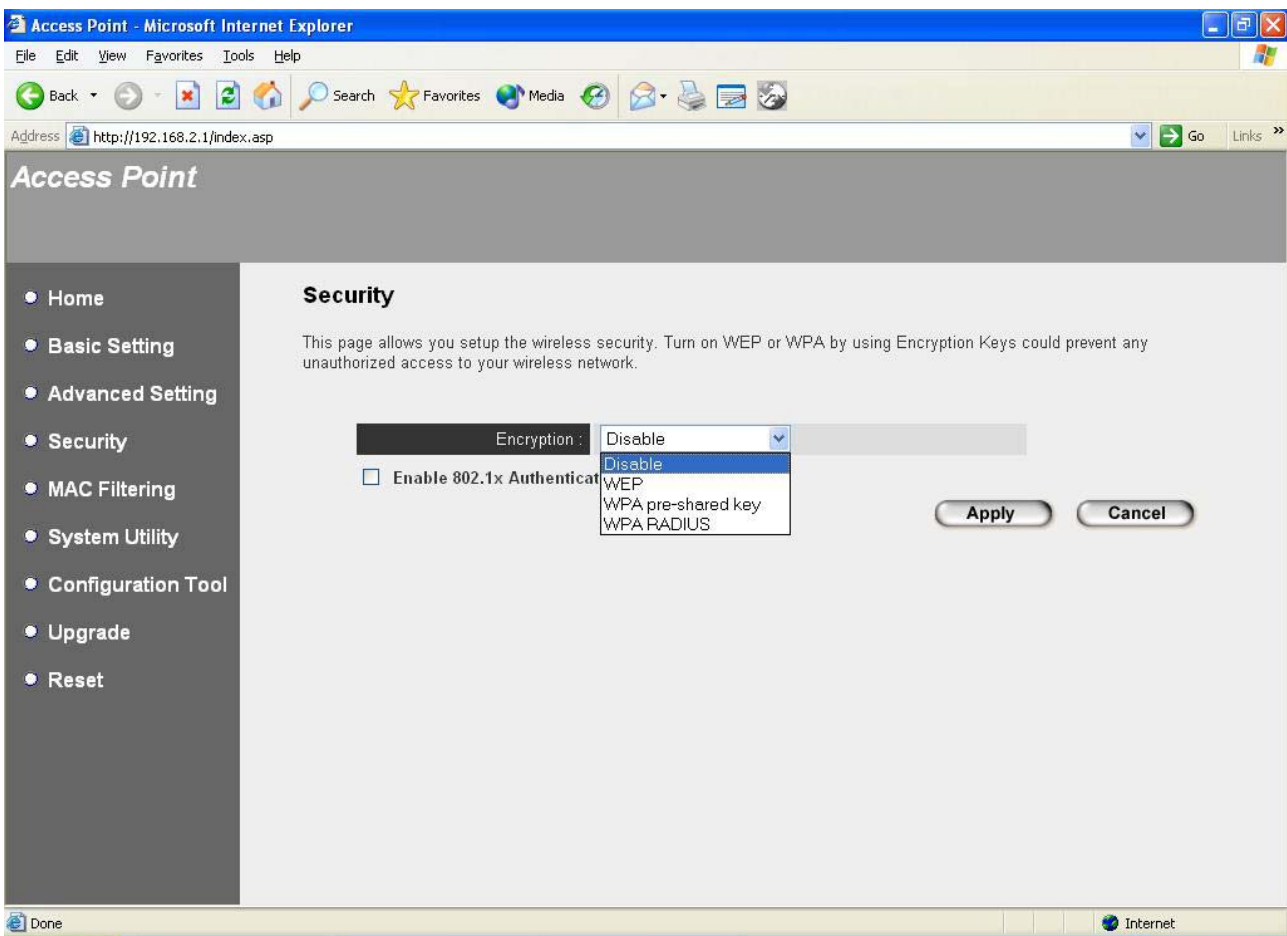 Access Point - Microsoft Internet Explorer
File Edit View Favorites Tools Help
Back Search Favorites Media
Address http://192.168.2.1/index.asp Go Links »
Access Point
Home
Basic Setting
Advanced Setting
Security
MAC Filtering
System Utility
Configuration Tool
Upgrade
Reset
Security
This page allows you setup the wireless security. Turn on WEP or WPA by using Encryption Keys could prevent any
unauthorized access to your wireless network.
Encryption : Disable
Disable
WEP
WPA pre-shared key
WPA RADIUS
Enable 802.1x Authenticat
Apply Cancel
Done Internet